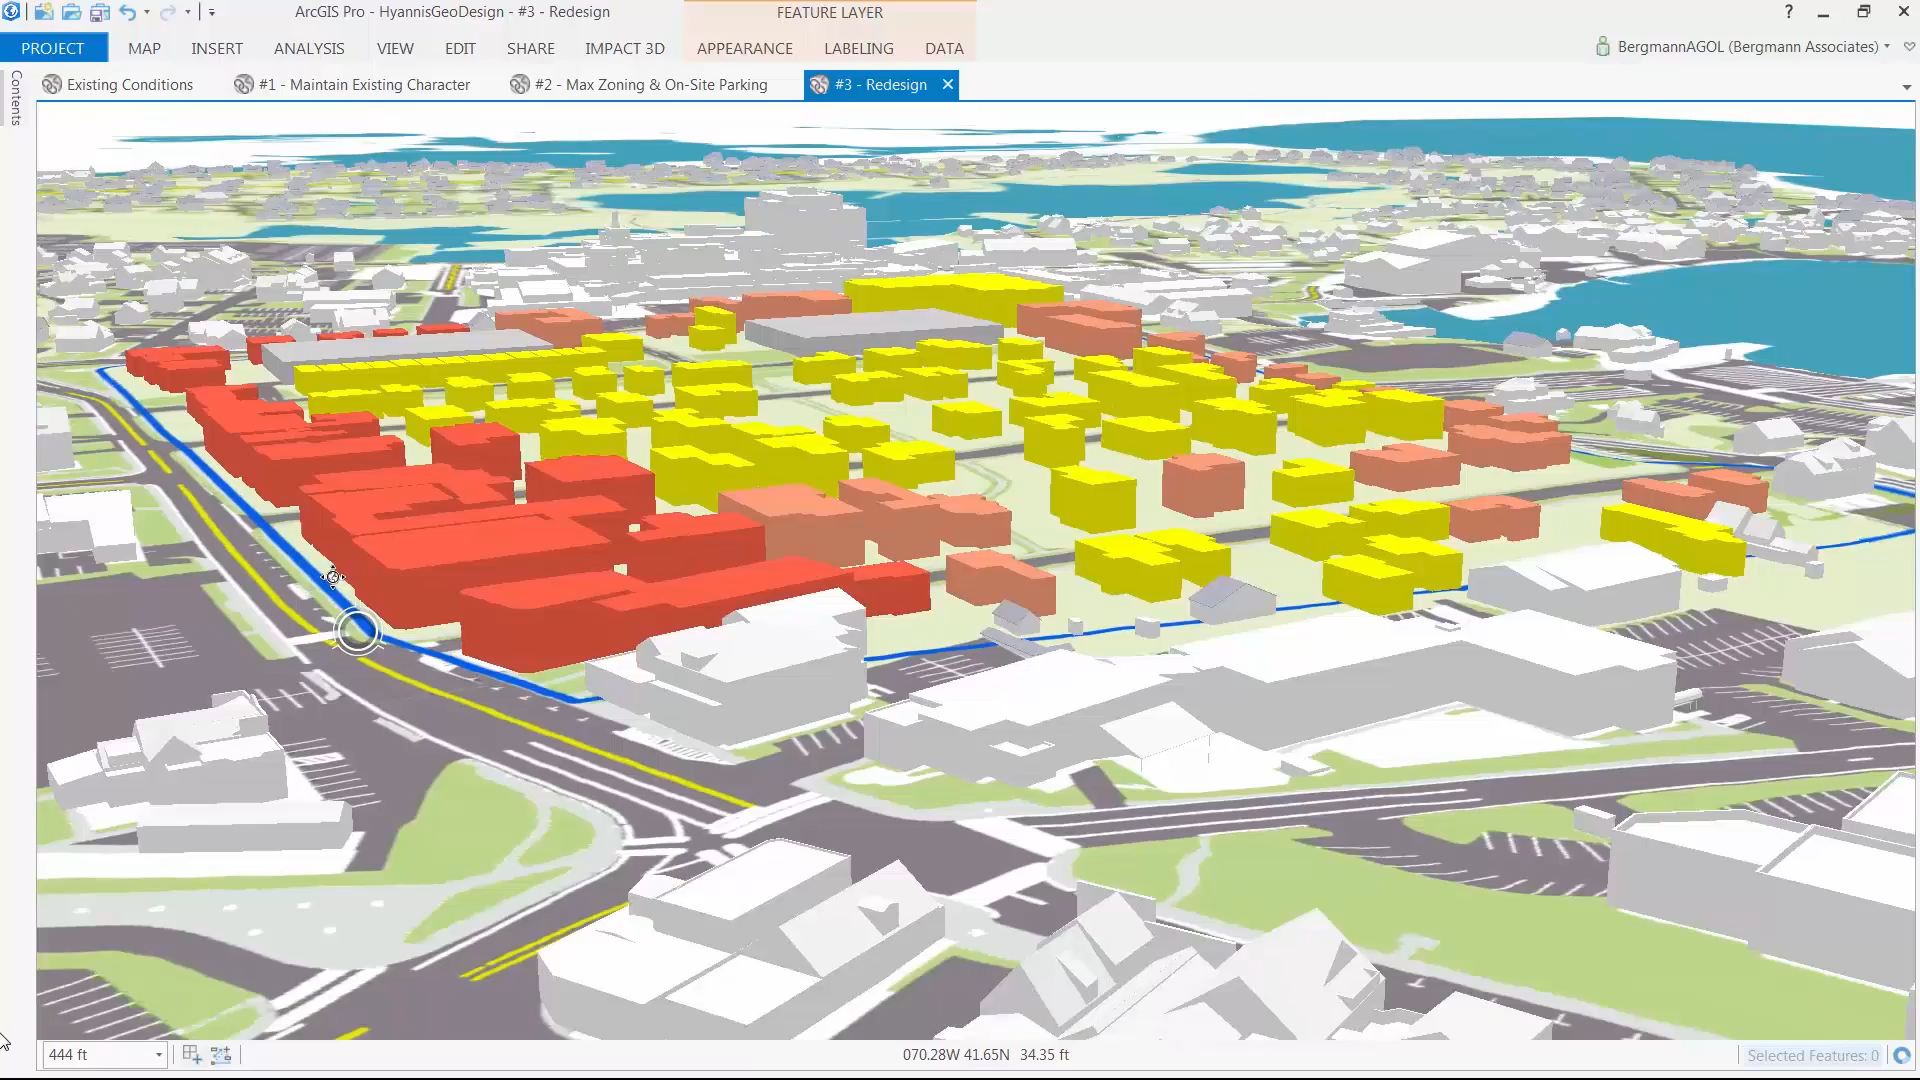 ArcGIS Pro - HyannisGeoDesign - #3 - Redesign
FEATURE LAYER
?
PROJECT MAP INSERT ANALYSIS VIEW EDIT SHARE IMPACT 3D APPEARANCE LABELING DATA
BergmannAGOL (Bergmann Associates)
Contents
Existing Conditions
#1 - Maintain Existing Character
#2 - Max Zoning & On-Site Parking
#3 - Redesign
444 ft
070.28W 41.65N 34.35 ft
Selected Features: 0